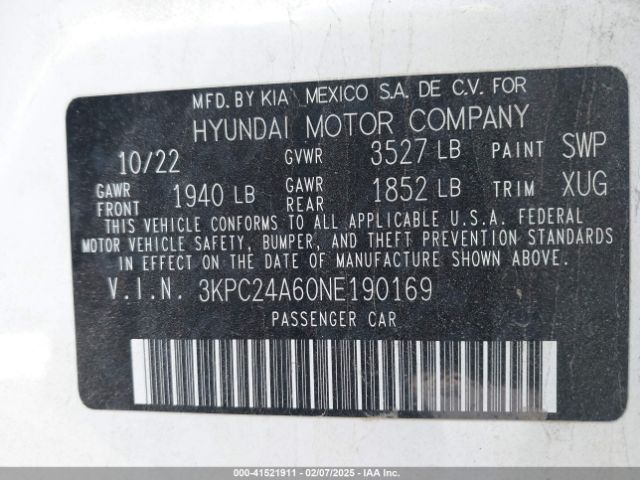 MFD. BY KIA MEXICO S.A. DE C.V. FOR
HYUNDAI MOTOR COMPANY
10/22 GVWR 3527 LB PAINT SWP
GAWR FRONT 1940 LB GAWR REAR 1852 LB TRIM XUG
THIS VEHICLE CONFORMS TO ALL APPLICABLE U.S.A. FEDERAL
MOTOR VEHICLE SAFETY, BUMPER, AND THEFT PREVENTION STANDARDS
IN EFFECT ON THE DATE OF MANUFACTURE SHOWN ABOVE.
V.I.N. 3KPC24A60NE190169
PASSENGER CAR
000-41521911 - 02/07/2025 - IAA Inc.